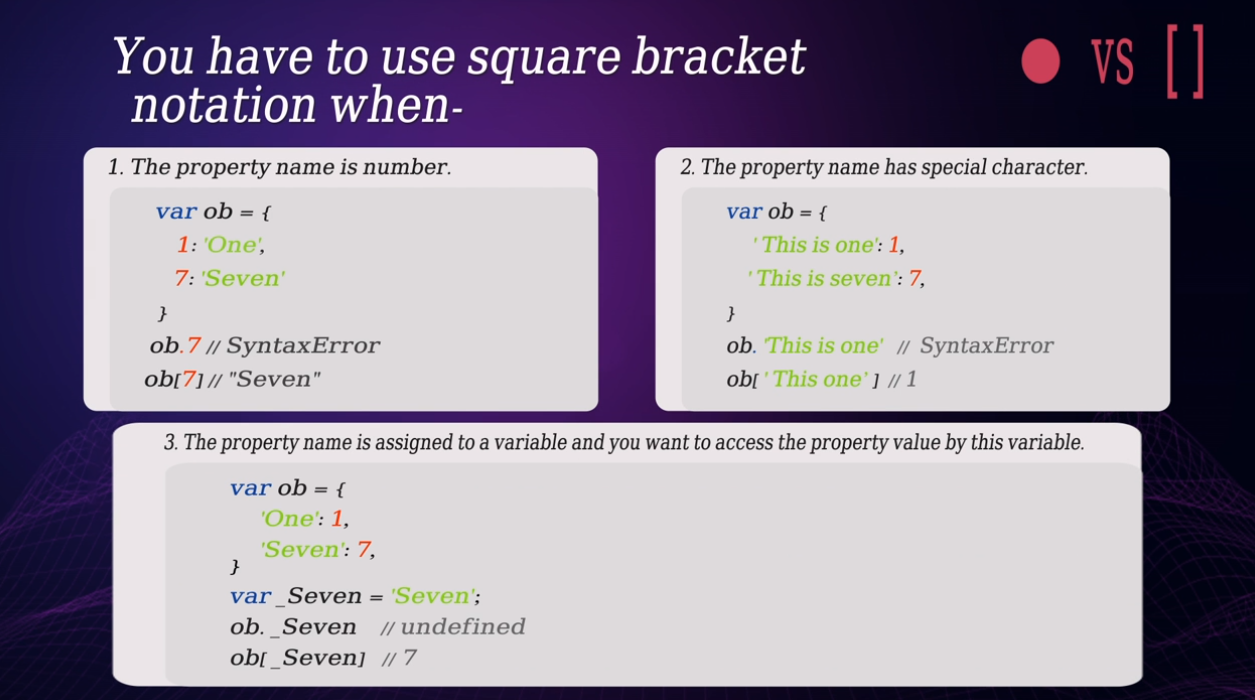 You have to use square bracket
notation when-
● VS [ ]
1. The property name is number.
var ob = {
1: 'One',
7: 'Seven'
}
ob.7 // SyntaxError
ob[7] // "Seven"
2. The property name has special character.
var ob = {
' This is one': 1,
' This is seven': 7,
}
ob. 'This is one' // SyntaxError
ob[ ' This one' ] // 1
3. The property name is assigned to a variable and you want to access the property value by this variable.
var ob = {
'One': 1,
'Seven': 7,
}
var _Seven = 'Seven';
ob. _Seven // undefined
ob[ _Seven] // 7